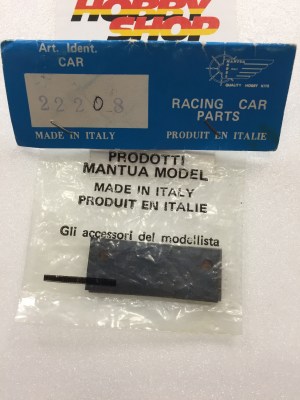 HOBBY
SHOP
Art. Ident.
CAR
22208
MADE IN ITALY
RACING CAR
PARTS
PRODUIT EN ITALIE
PRODOTTI
MANTUA MODEL
MADE IN ITALY
PRODUIT EN ITALIE
Gli accessori del modellista